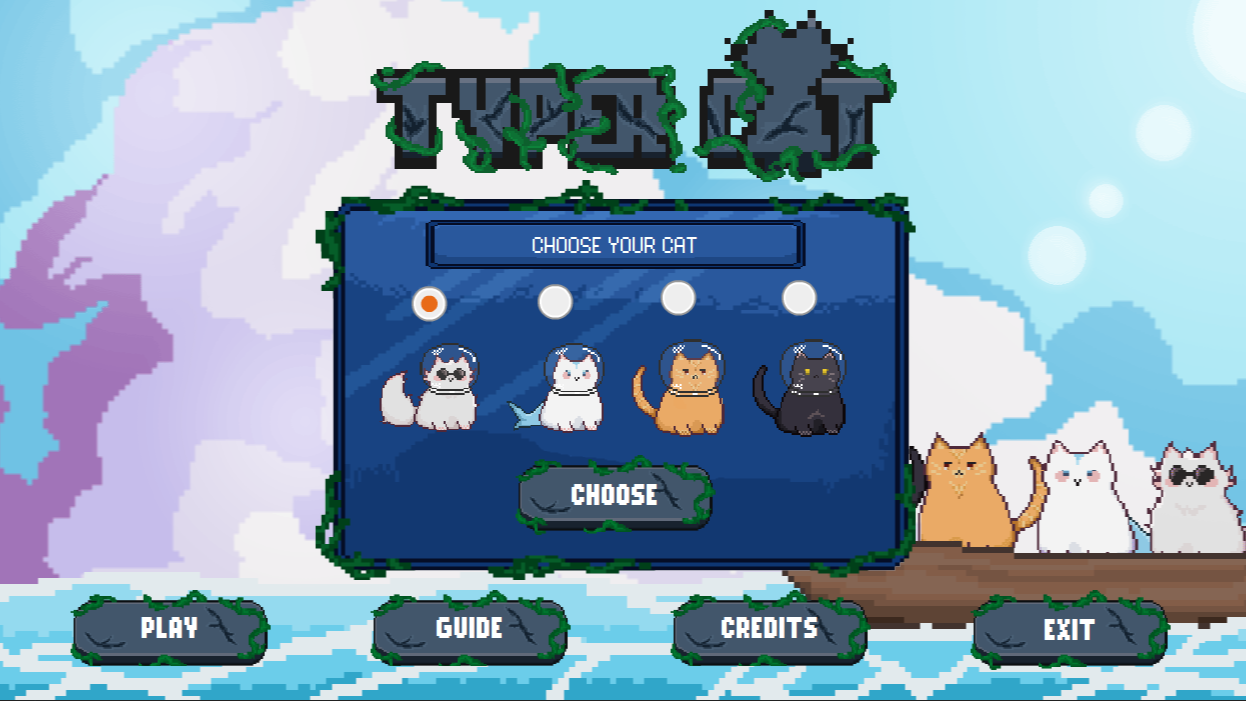 TYPER CAT
CHOOSE YOUR CAT
CHOOSE
PLAY
GUIDE
CREDITS
EXIT